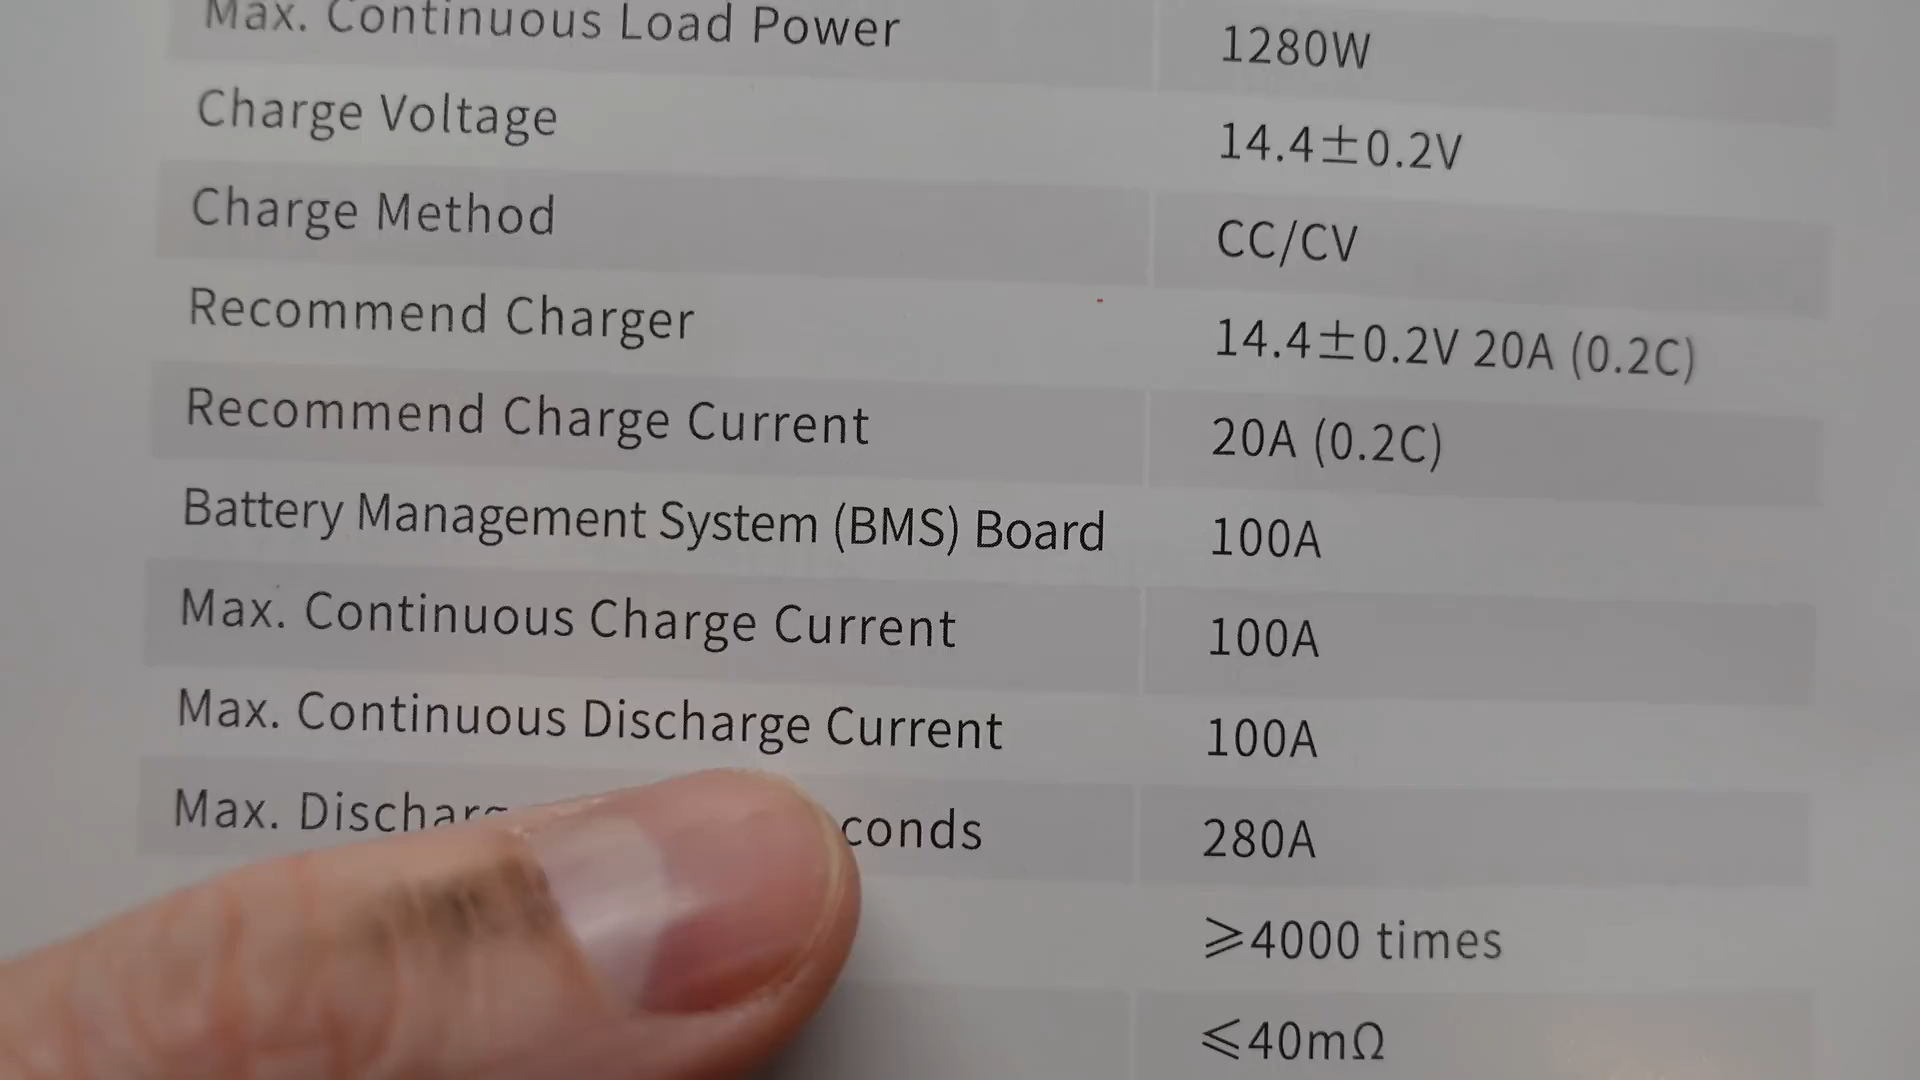 Max. Continuous Load Power 1280W
Charge Voltage 14.4±0.2V
Charge Method CC/CV
Recommend Charger 14.4±0.2V 20A (0.2C)
Recommend Charge Current 20A (0.2C)
Battery Management System (BMS) Board 100A
Max. Continuous Charge Current 100A
Max. Continuous Discharge Current 100A
Max. conds 280A
≥4000 times
≤40mΩ